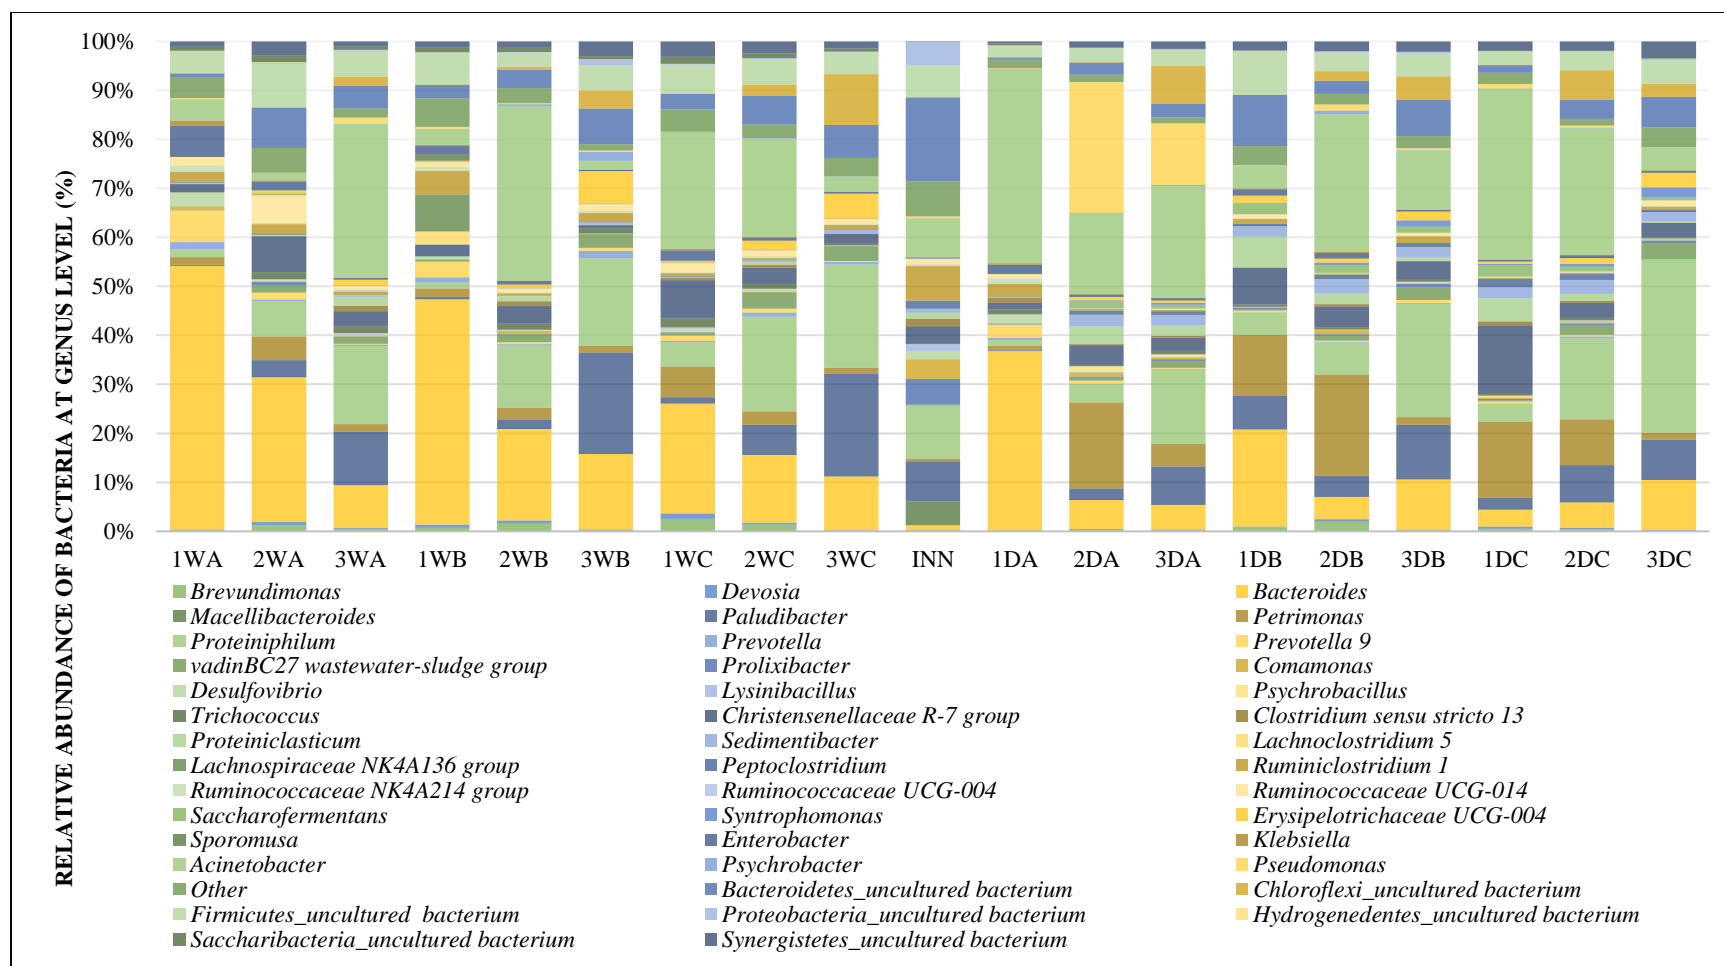 RELATIVE ABUNDANCE OF BACTERIA AT GENUS LEVEL (%)
100%
90%
80%
70%
60%
50%
40%
30%
20%
10%
0%
1WA 2WA 3WA 1WB 2WB 3WB 1WC 2WC 3WC INN 1DA 2DA 3DA 1DB 2DB 3DB 1DC 2DC 3DC
Brevundimonas Devosia Bacteroides
Macellibacteroides Paludibacter Petrimonas
Proteiniphilum Prevotella Prevotella 9
vadinBC27 wastewater-sludge group Prolixibacter Comamonas
Desulfovibrio Lysinibacillus Psychrobacillus
Trichococcus Christensenellaceae R-7 group Clostridium sensu stricto 13
Proteiniclasticum Sedimentibacter Lachnoclostridium 5
Lachnospiraceae NK4A136 group Peptoclostridium Ruminiclostridium 1
Ruminococcaceae NK4A214 group Ruminococcaceae UCG-004 Ruminococcaceae UCG-014
Saccharofermentans Syntrophomonas Erysipelotrichaceae UCG-004
Sporomusa Enterobacter Klebsiella
Acinetobacter Psychrobacter Pseudomonas
Other Bacteroidetes_uncultured bacterium Chloroflexi_uncultured bacterium
Firmicutes_uncultured bacterium Proteobacteria_uncultured bacterium Hydrogenedentes_uncultured bacterium
Saccharibacteria_uncultured bacterium Synergistetes_uncultured bacterium